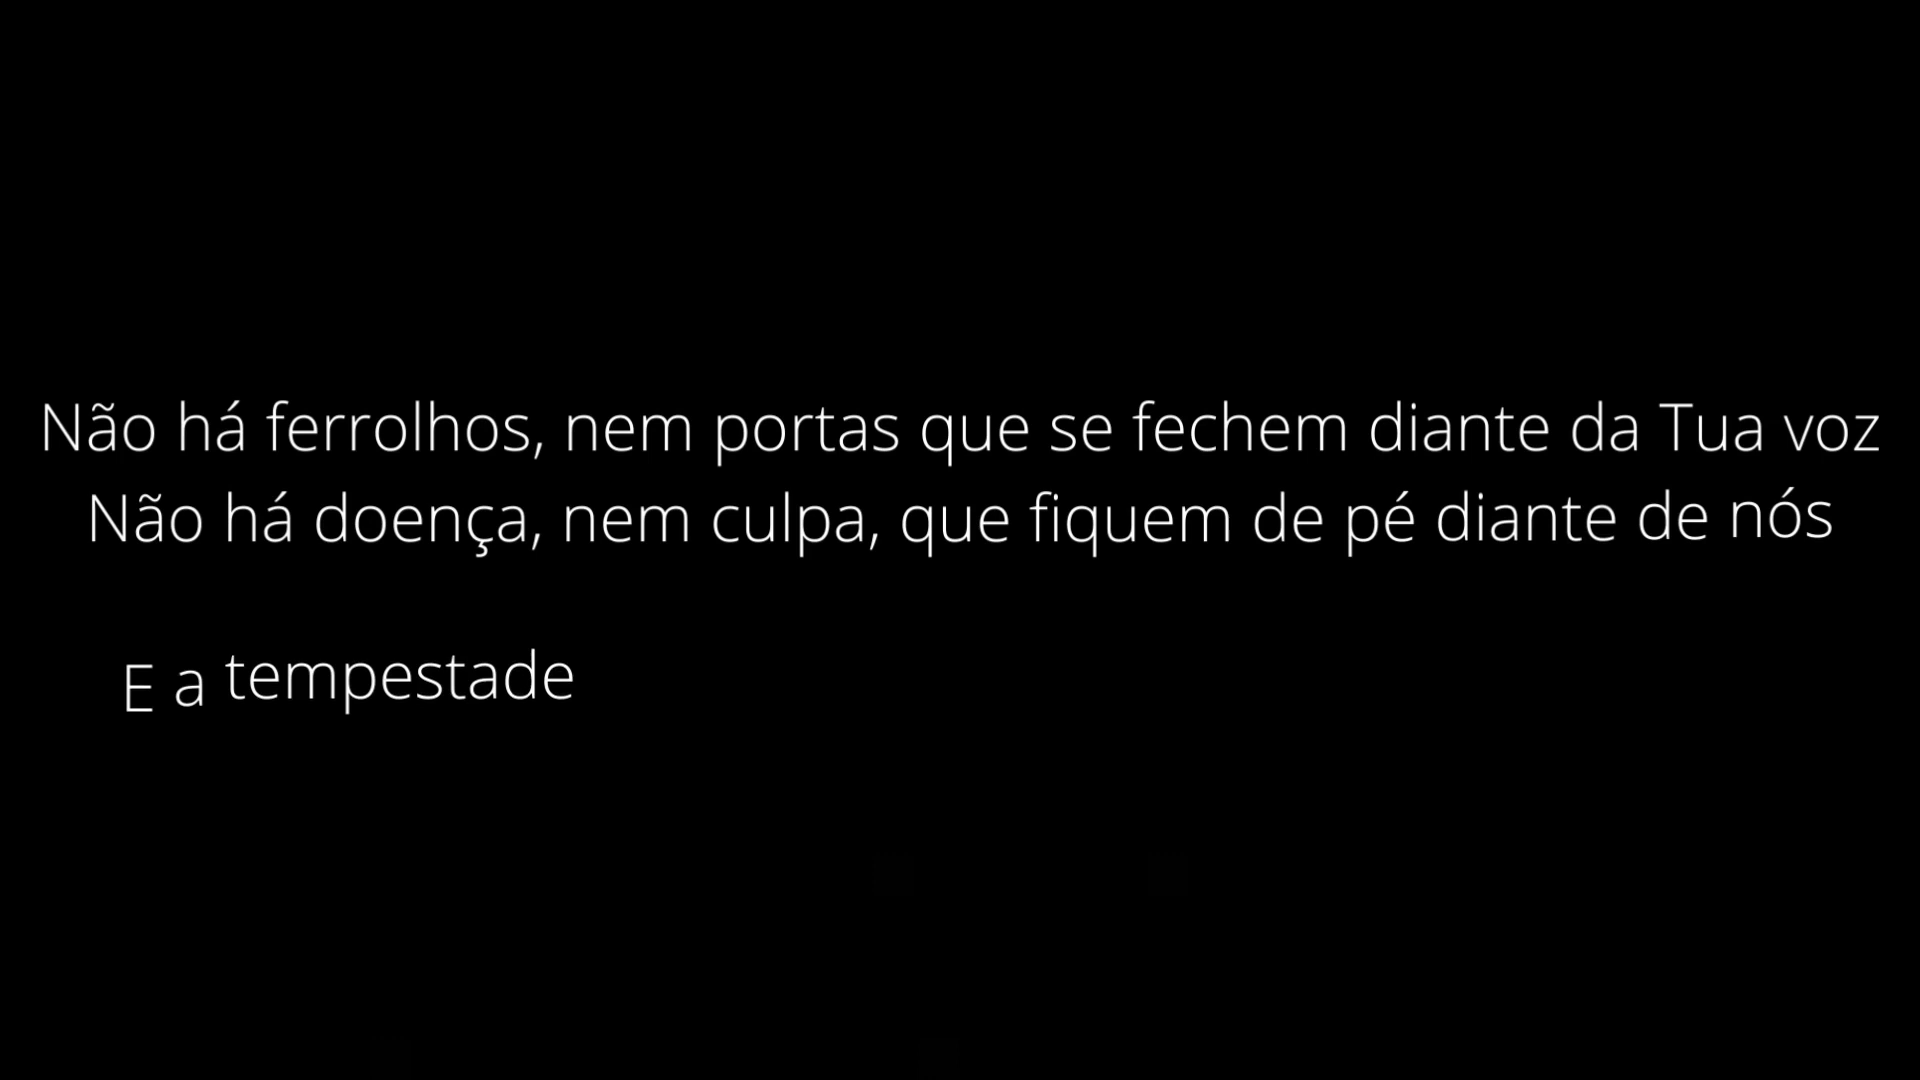 Não há ferrolhos, nem portas que se fechem diante da Tua voz
Não há doença, nem culpa, que fiquem de pé diante de nós
E a tempestade